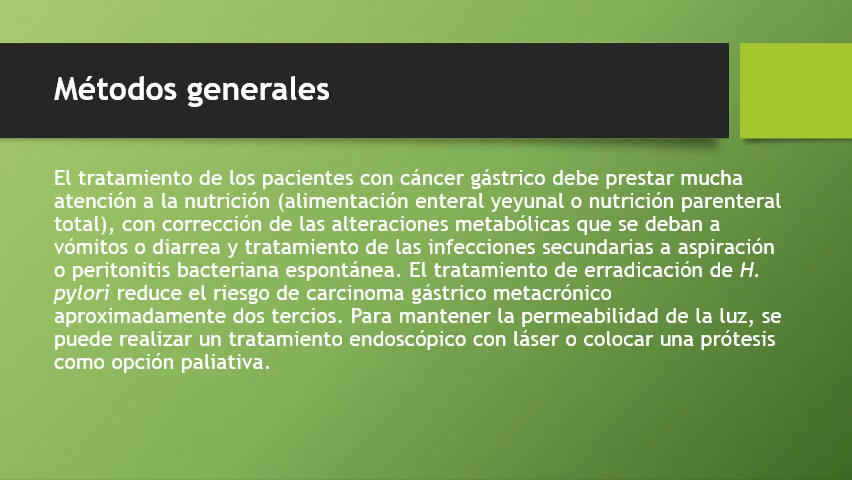 Métodos generales
El tratamiento de los pacientes con cáncer gástrico debe prestar mucha
atención a la nutrición (alimentación enteral yeyunal o nutrición parenteral
total), con corrección de las alteraciones metabólicas que se deban a
vómitos o diarrea y tratamiento de las infecciones secundarias a aspiración
o peritonitis bacteriana espontánea. El tratamiento de erradicación de H.
pylori reduce el riesgo de carcinoma gástrico metacrónico
aproximadamente dos tercios. Para mantener la permeabilidad de la luz, se
puede realizar un tratamiento endoscópico con láser o colocar una prótesis
como opción paliativa.